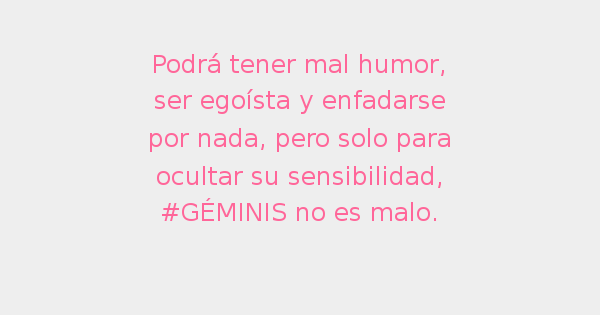 Podrá tener mal humor,
ser egoísta y enfadarse
por nada, pero solo para
ocultar su sensibilidad,
#GÉMINIS no es malo.